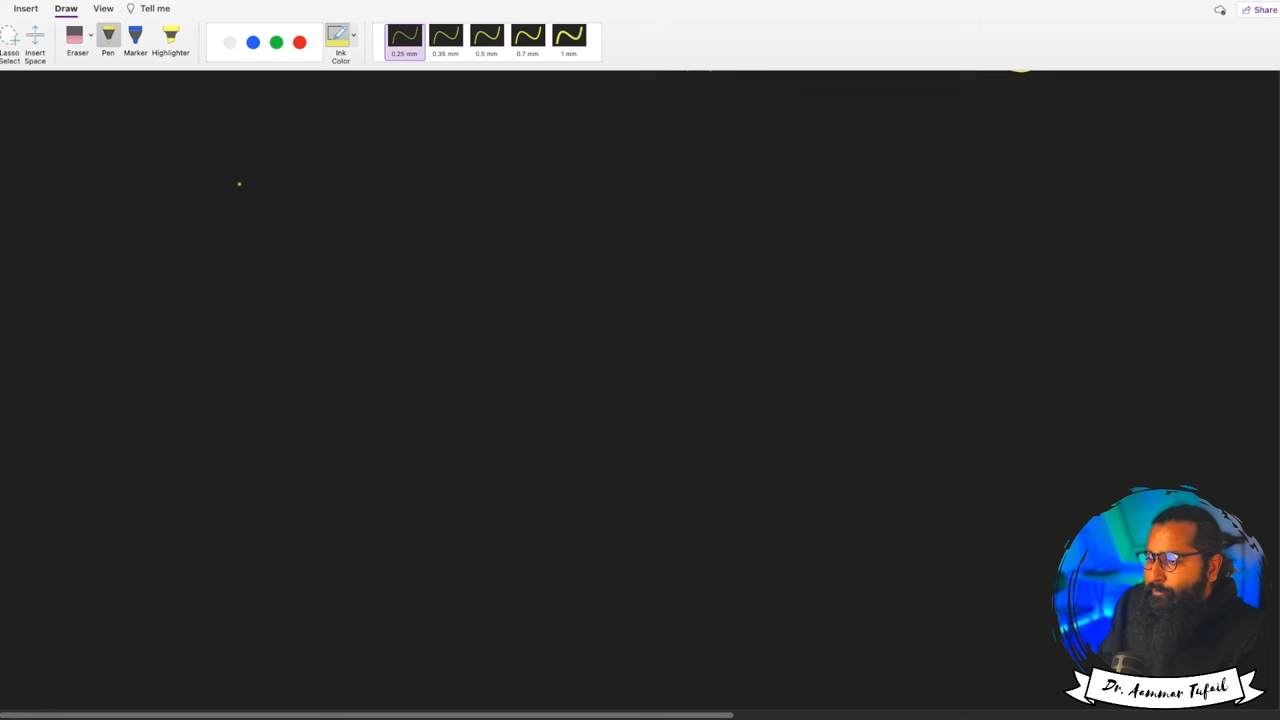 Insert Draw View Tell me
Share
Lasso Select
Insert Space
Eraser
Pen
Marker
Highlighter
Ink Color
0.25 mm
0.35 mm
0.5 mm
0.7 mm
1 mm
Dr. Aammar Tufail